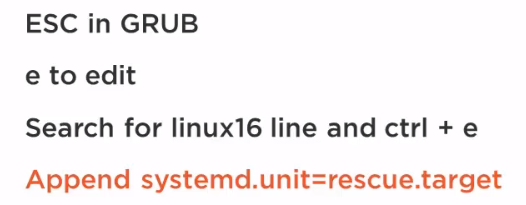 ESC in GRUB
e to edit
Search for linux16 line and ctrl + e
Append systemd.unit=rescue.target